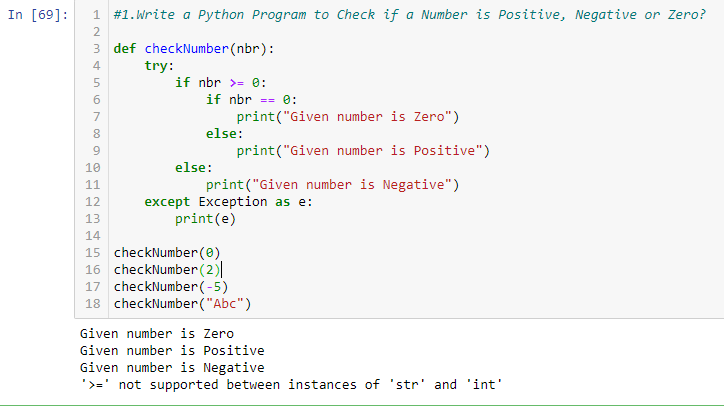 In [69]:
1 #1.Write a Python Program to Check if a Number is Positive, Negative or Zero?
2
3 def checkNumber(nbr):
4     try:
5         if nbr >= 0:
6             if nbr == 0:
7                 print("Given number is Zero")
8             else:
9                 print("Given number is Positive")
10         else:
11             print("Given number is Negative")
12     except Exception as e:
13         print(e)
14
15 checkNumber(0)
16 checkNumber(2)
17 checkNumber(-5)
18 checkNumber("Abc")
Given number is Zero
Given number is Positive
Given number is Negative
'>=' not supported between instances of 'str' and 'int'